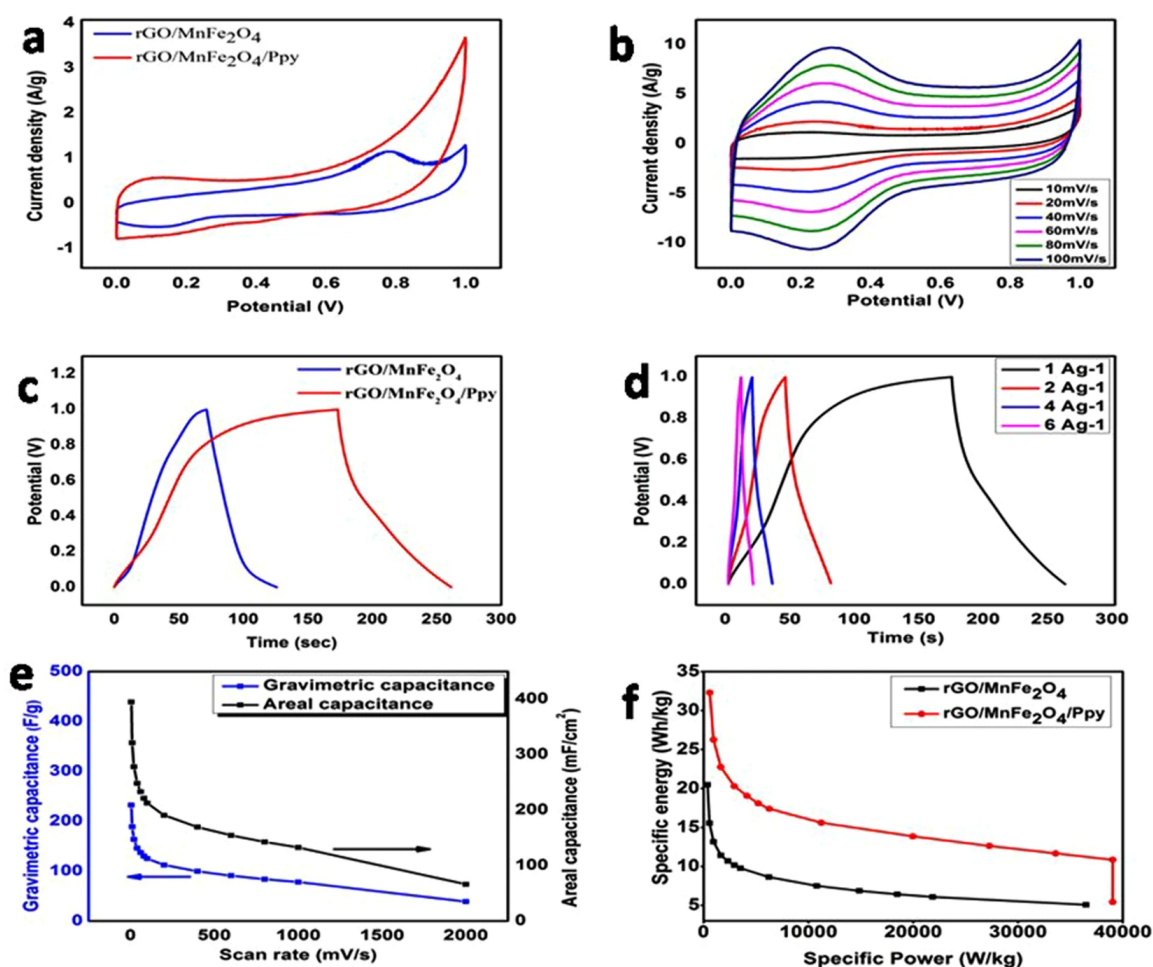 a
rGO/MnFe₂O₄
rGO/MnFe₂O₄/Ppy
Current density (A/g)
4
3
2
1
0
-1
0.0 0.2 0.4 0.6 0.8 1.0
Potential (V)
b
Current density (A/g)
10
5
0
-5
-10
10mV/s
20mV/s
40mV/s
60mV/s
80mV/s
100mV/s
0.0 0.2 0.4 0.6 0.8 1.0
Potential (V)
c
rGO/MnFe₂O₄
rGO/MnFe₂O₄/Ppy
Potential (V)
1.2
1.0
0.8
0.6
0.4
0.2
0.0
0 50 100 150 200 250 300
Time (sec)
d
1 Ag-1
2 Ag-1
4 Ag-1
6 Ag-1
Potential (V)
1.0
0.8
0.6
0.4
0.2
0.0
0 50 100 150 200 250 300
Time (s)
e
Gravimetric capacitance
Areal capacitance
Gravimetric capacitance (F/g)
500
400
300
200
100
0
Areal capacitance (mF/cm²)
400
300
200
100
0
0 500 1000 1500 2000
Scan rate (mV/s)
f
rGO/MnFe₂O₄
rGO/MnFe₂O₄/Ppy
Specific energy (Wh/kg)
35
30
25
20
15
10
5
0 10000 20000 30000 40000
Specific Power (W/kg)